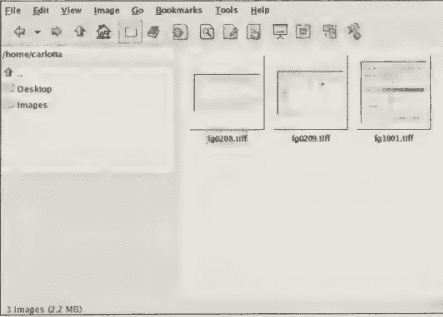 File Edit View Image Go Bookmarks Tools Help
/home/carlotta
..
Desktop
Images
fg0208.tiff fg0209.tiff fg1001.tiff
3 Images (2.2 MB)